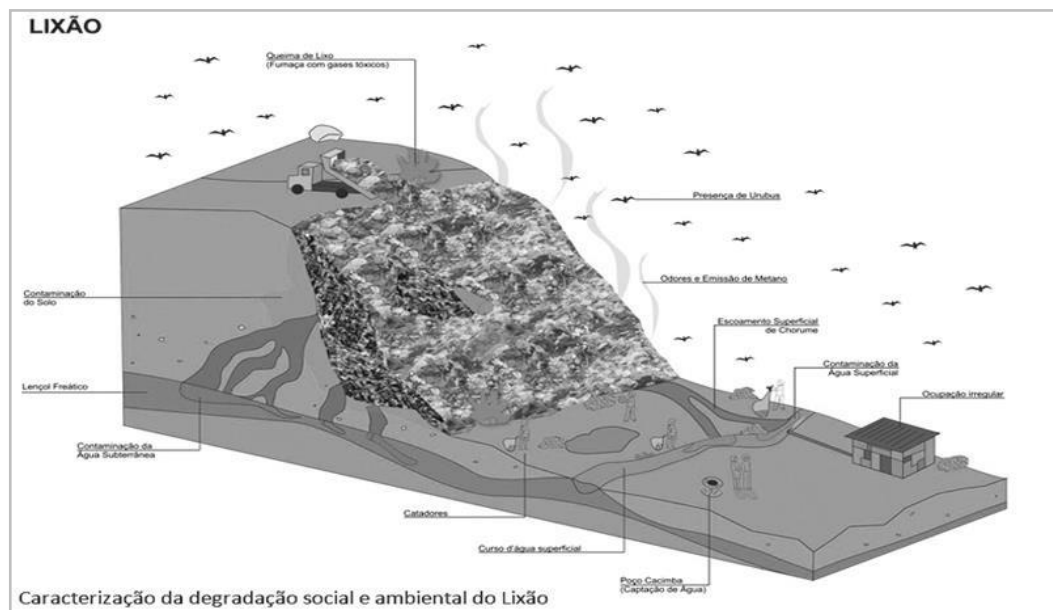 LIXÃO
Queima de Lixo
(Fumaça com gases tóxicos)
Presença de Urubus
Odores e Emissão de Metano
Contaminação
do Solo
Escoamento Superficial
de Chorume
Contaminação da
Água Superficial
Lençol Freático
Ocupação irregular
Contaminação da
Água Subterrânea
Catadores
Curso d'água superficial
Poço Cacimba
(Captação de Água)
Caracterização da degradação social e ambiental do Lixão